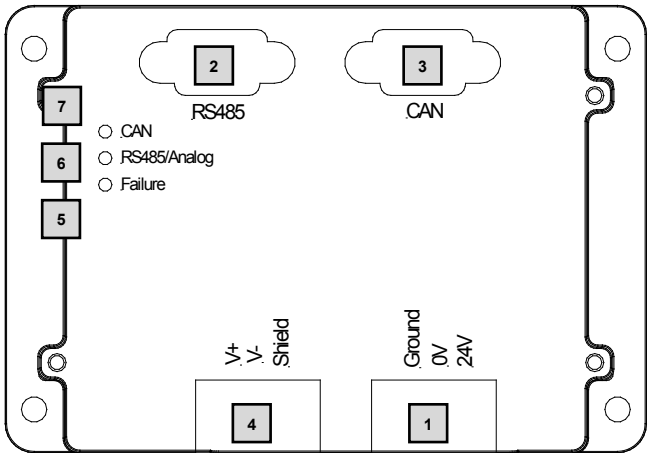 2
3
RS485
CAN
7
CAN
6
RS485/Analog
Failure
5
V+
V-
Shield
Ground
0V
24V
4
1